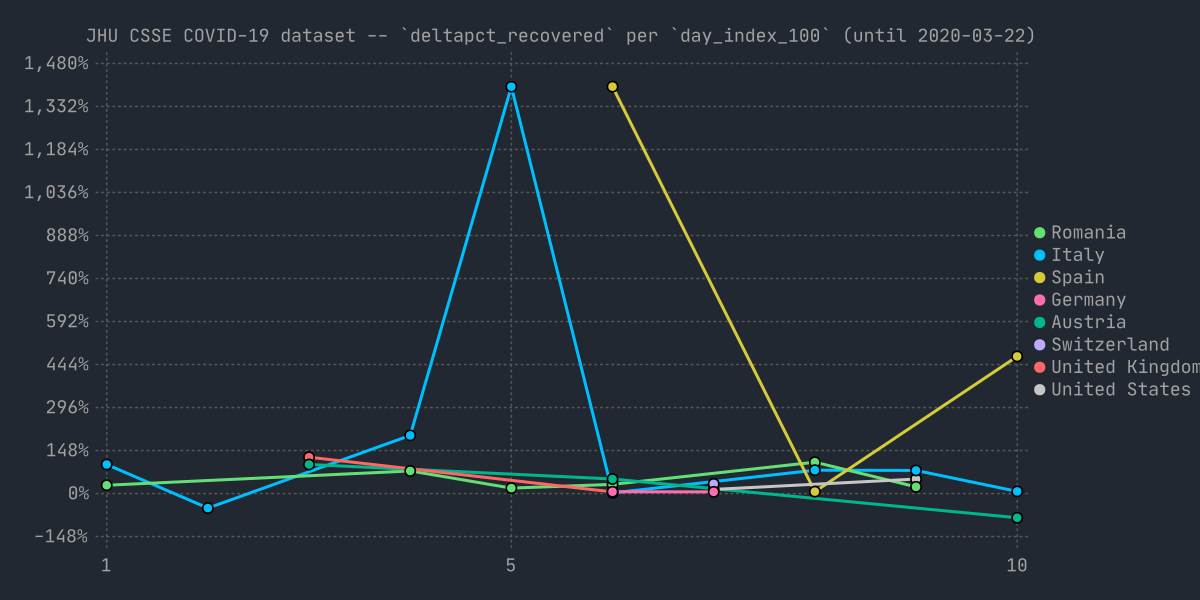 JHU CSSE COVID-19 dataset -- `deltapct_recovered` per `day_index_100` (until 2020-03-22)
1,480%
1,332%
1,184%
1,036%
888%
740%
592%
444%
296%
148%
0%
-148%
1
5
10
Romania
Italy
Spain
Germany
Austria
Switzerland
United Kingdom
United States